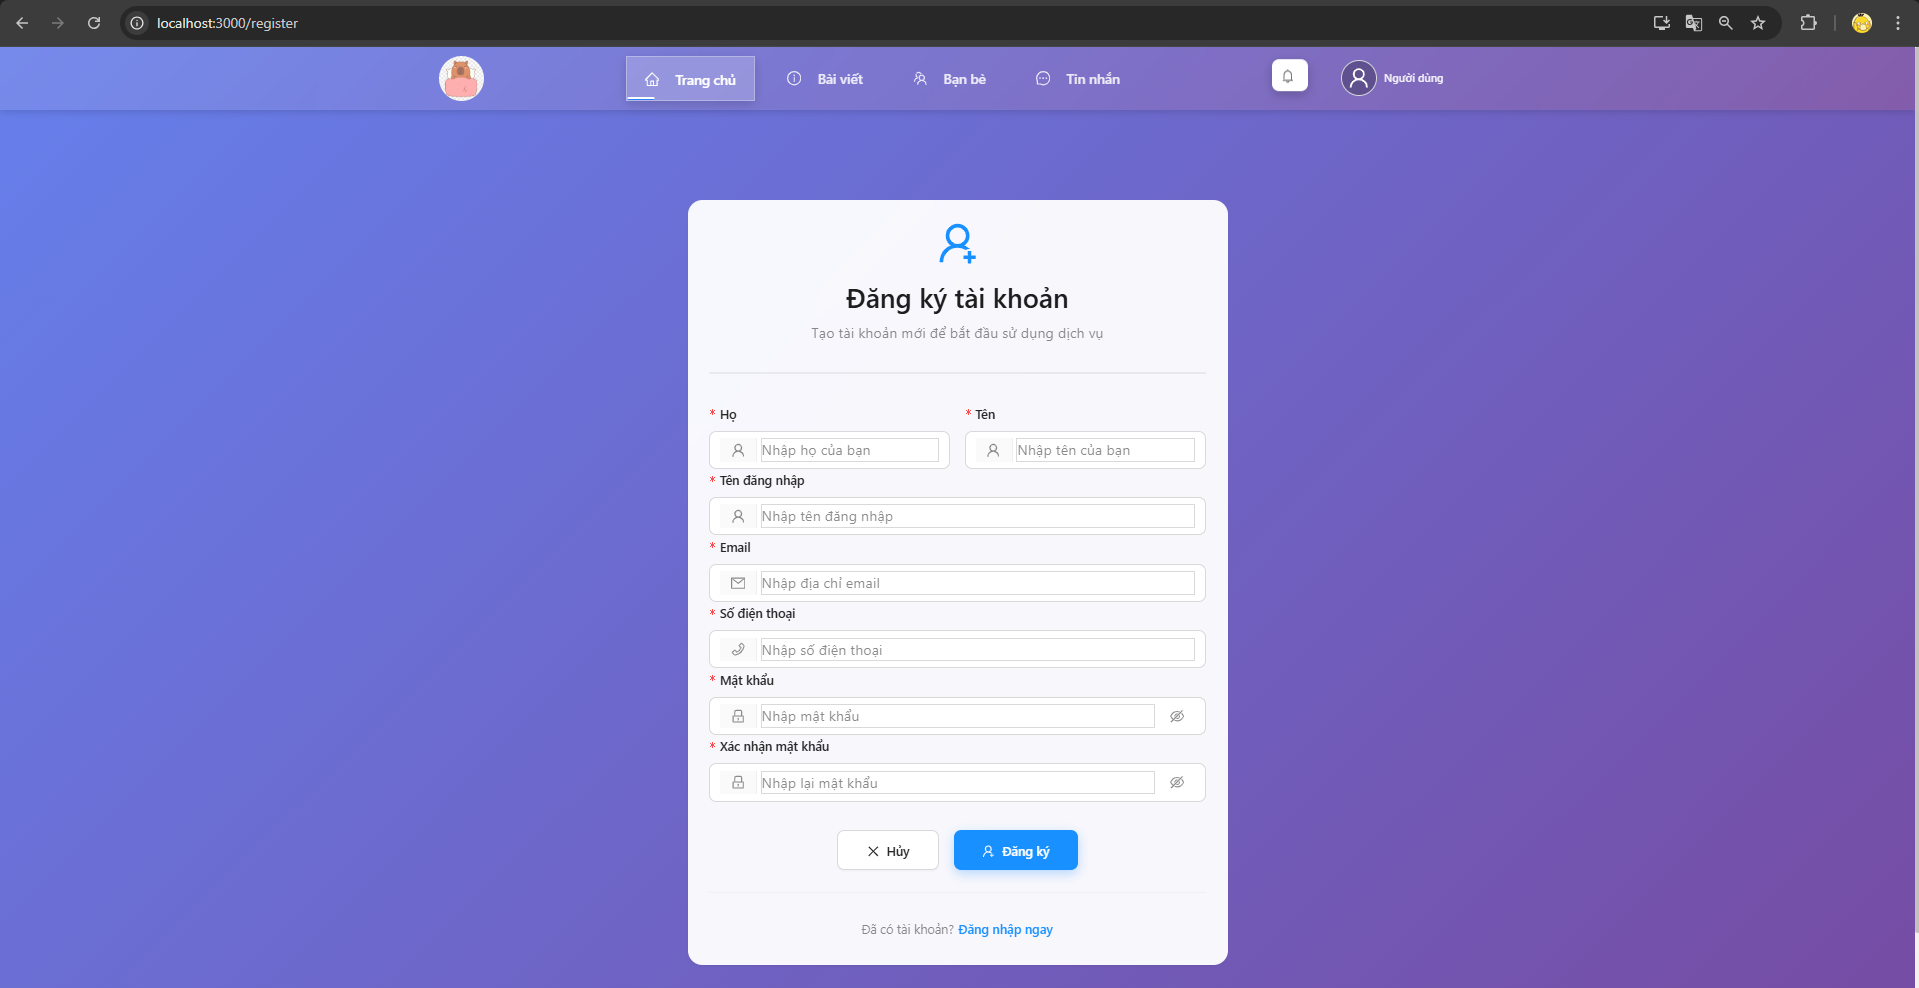 localhost:3000/register
Trang chủ
Bài viết
Bạn bè
Tin nhắn
Người dùng
Đăng ký tài khoản
Tạo tài khoản mới để bắt đầu sử dụng dịch vụ
* Họ
* Tên
Nhập họ của bạn
Nhập tên của bạn
* Tên đăng nhập
Nhập tên đăng nhập
* Email
Nhập địa chỉ email
* Số điện thoại
Nhập số điện thoại
* Mật khẩu
Nhập mật khẩu
* Xác nhận mật khẩu
Nhập lại mật khẩu
Hủy
Đăng ký
Đã có tài khoản? Đăng nhập ngay